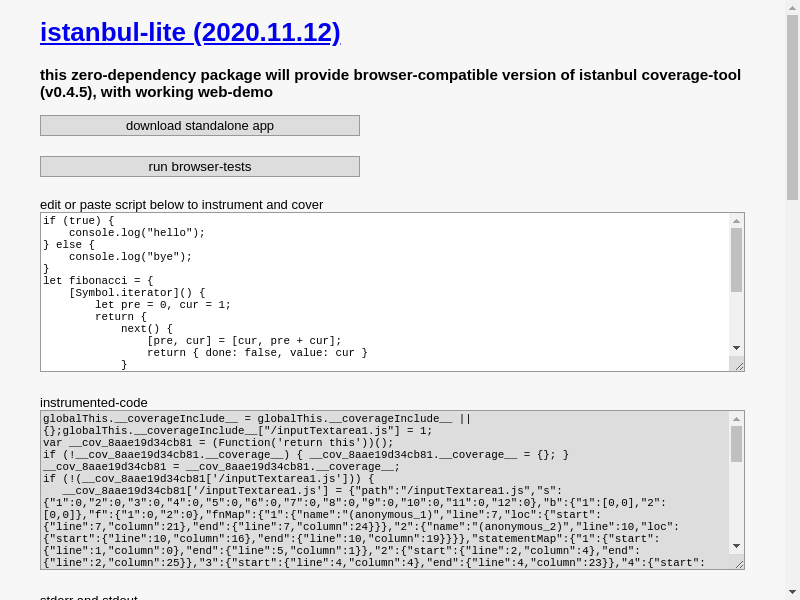 istanbul-lite (2020.11.12)
this zero-dependency package will provide browser-compatible version of istanbul coverage-tool
(v0.4.5), with working web-demo
download standalone app
run browser-tests
edit or paste script below to instrument and cover
if (true) {
    console.log("hello");
} else {
    console.log("bye");
}
let fibonacci = {
    [Symbol.iterator]() {
        let pre = 0, cur = 1;
        return {
            next() {
                [pre, cur] = [cur, pre + cur];
                return { done: false, value: cur }
            }
instrumented-code
globalThis.__coverageInclude__ = globalThis.__coverageInclude__ ||
{};globalThis.__coverageInclude__["/inputTextarea1.js"] = 1;
var __cov_8aae19d34cb81 = (Function('return this'))();
if (!__cov_8aae19d34cb81.__coverage__) { __cov_8aae19d34cb81.__coverage__ = {}; }
__cov_8aae19d34cb81 = __cov_8aae19d34cb81.__coverage__;
if (!(__cov_8aae19d34cb81['/inputTextarea1.js'])) {
   __cov_8aae19d34cb81['/inputTextarea1.js'] = {"path":"/inputTextarea1.js","s":
{"1":0,"2":0,"3":0,"4":0,"5":0,"6":0,"7":0,"8":0,"9":0,"10":0,"11":0,"12":0},"b":{"1":[0,0],"2":
[0,0]},"f":{"1":0,"2":0},"fnMap":{"1":{"name":"(anonymous_1)","line":7,"loc":{"start":
{"line":7,"column":21},"end":{"line":7,"column":24}}},"2":{"name":"(anonymous_2)","line":10,"loc":
{"start":{"line":10,"column":16},"end":{"line":10,"column":19}}}},"statementMap":{"1":{"start":
{"line":1,"column":0},"end":{"line":5,"column":1}},"2":{"start":{"line":2,"column":4},"end":
{"line":2,"column":25}},"3":{"start":{"line":4,"column":4},"end":{"line":4,"column":23}},"4":{"start":
stderr and stdout